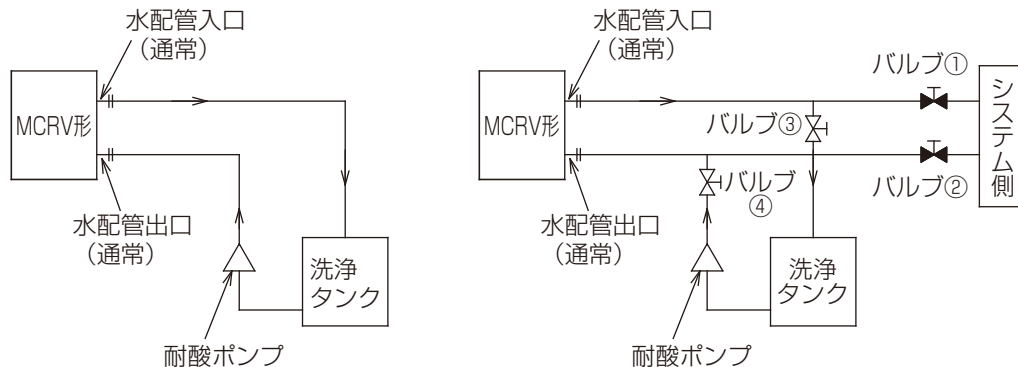 水配管入口
（通常）
MCRV形
水配管出口
（通常）
洗浄
タンク
耐酸ポンプ
水配管入口
（通常）
バルブ①
MCRV形
バルブ③
システム側
バルブ②
バルブ
④
水配管出口
（通常）
洗浄
タンク
耐酸ポンプ